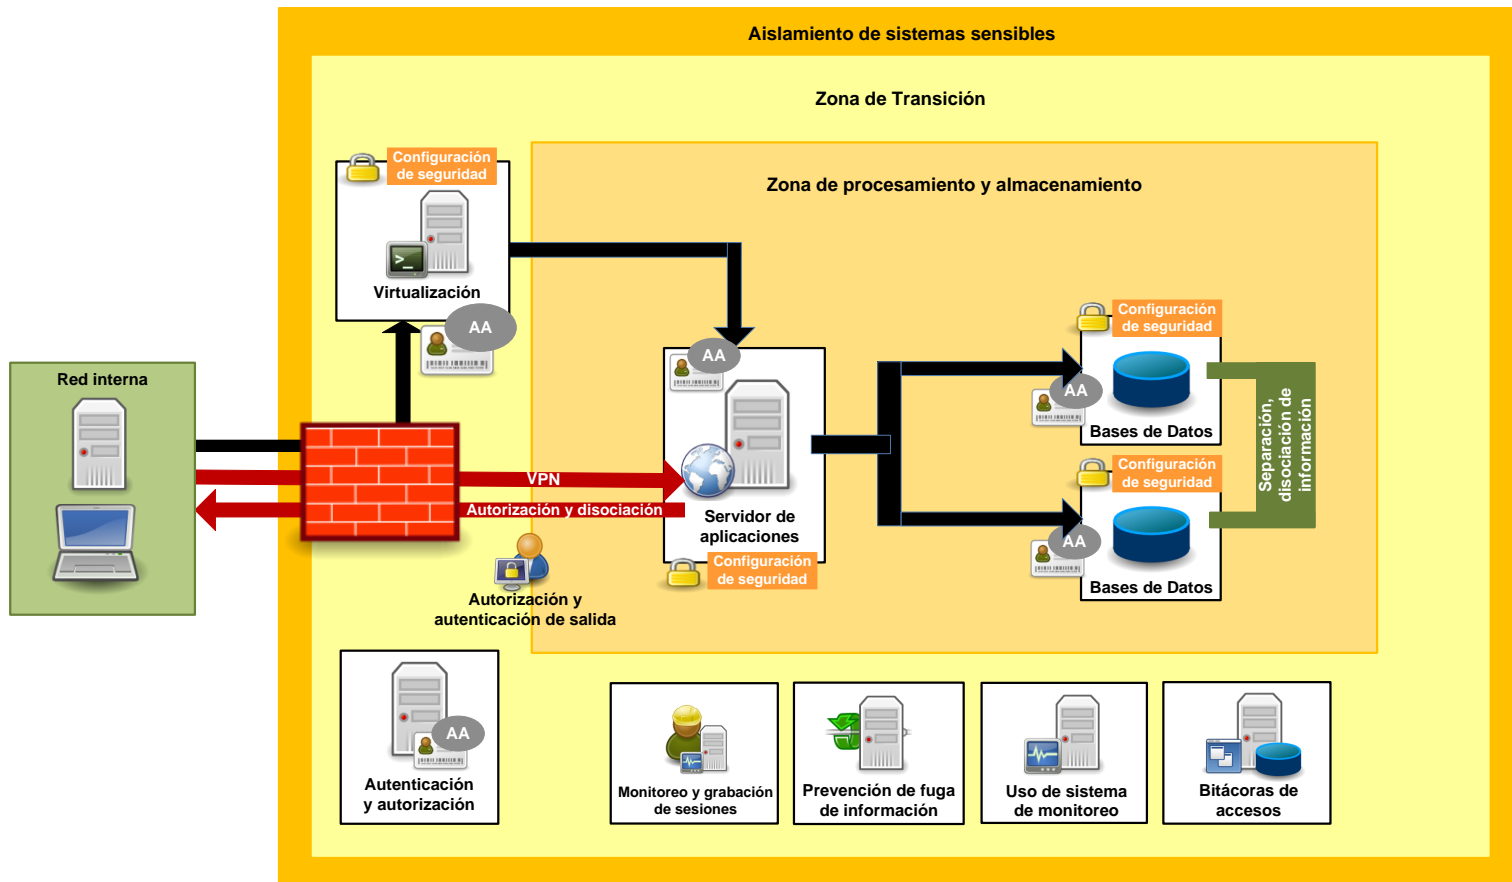 Aislamiento de sistemas sensibles
Zona de Transición
Configuración
de seguridad
>_
Virtualización
AA
Zona de procesamiento y almacenamiento
Red interna
VPN
Autorización y disociación
Autorización y
autenticación de salida
AA
Servidor de
aplicaciones
Configuración
de seguridad
Configuración
de seguridad
AA
Bases de Datos
Configuración
de seguridad
AA
Bases de Datos
Separación,
disociación de
información
AA
Autenticación
y autorización
Monitoreo y grabación
de sesiones
Prevención de fuga
de información
Uso de sistema
de monitoreo
Bitácoras de
accesos